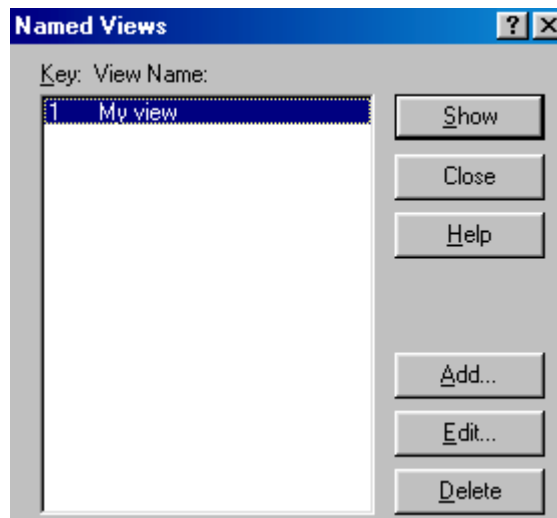 Named Views
Key: View Name:
1 My view
Show
Close
Help
Add...
Edit...
Delete